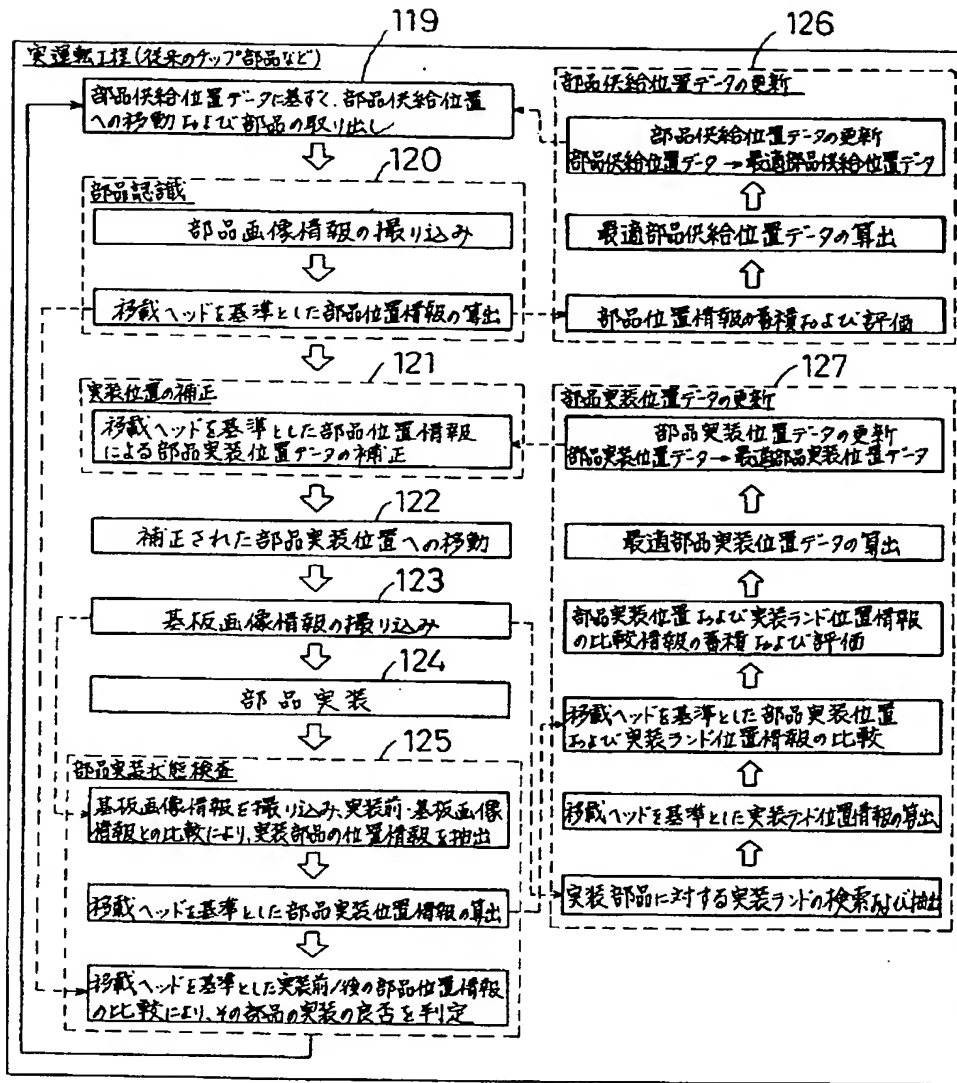 119
126
実運転工程(従来のチップ部品など)
部品供給位置データに基ずく、部品供給位置
への移動および部品の取り出し
120
部品認識
部品画像情報の撮り込み
移載ヘッドを基準とした部品位置情報の算出
121
実装位置の補正
移載ヘッドを基準とした部品位置情報
による部品実装位置データの補正
122
補正された部品実装位置への移動
123
基板画像情報の撮り込み
124
部品実装
125
部品実装状態検査
基板画像情報を撮り込み、実装前・基板画像
情報との比較により、実装部品の位置情報を抽出
移載ヘッドを基準とした部品実装位置情報の算出
移載ヘッドを基準とした実装前/後の部品位置情報
の比較により、その部品の実装の良否を判定
部品供給位置データの更新
部品供給位置データの更新
部品供給位置データ→最適部品供給位置データ
最適部品供給位置データの算出
部品位置情報の蓄積および評価
127
部品実装位置データの更新
部品実装位置データの更新
部品実装位置データ→最適部品実装位置データ
最適部品実装位置データの算出
部品実装位置および実装ランド位置情報
の比較情報の蓄積および評価
移載ヘッドを基準とした部品実装位置
および実装ランド位置情報の比較
移載ヘッドを基準とした実装ランド位置情報の算出
実装部品に対する実装ランドの検索および抽出